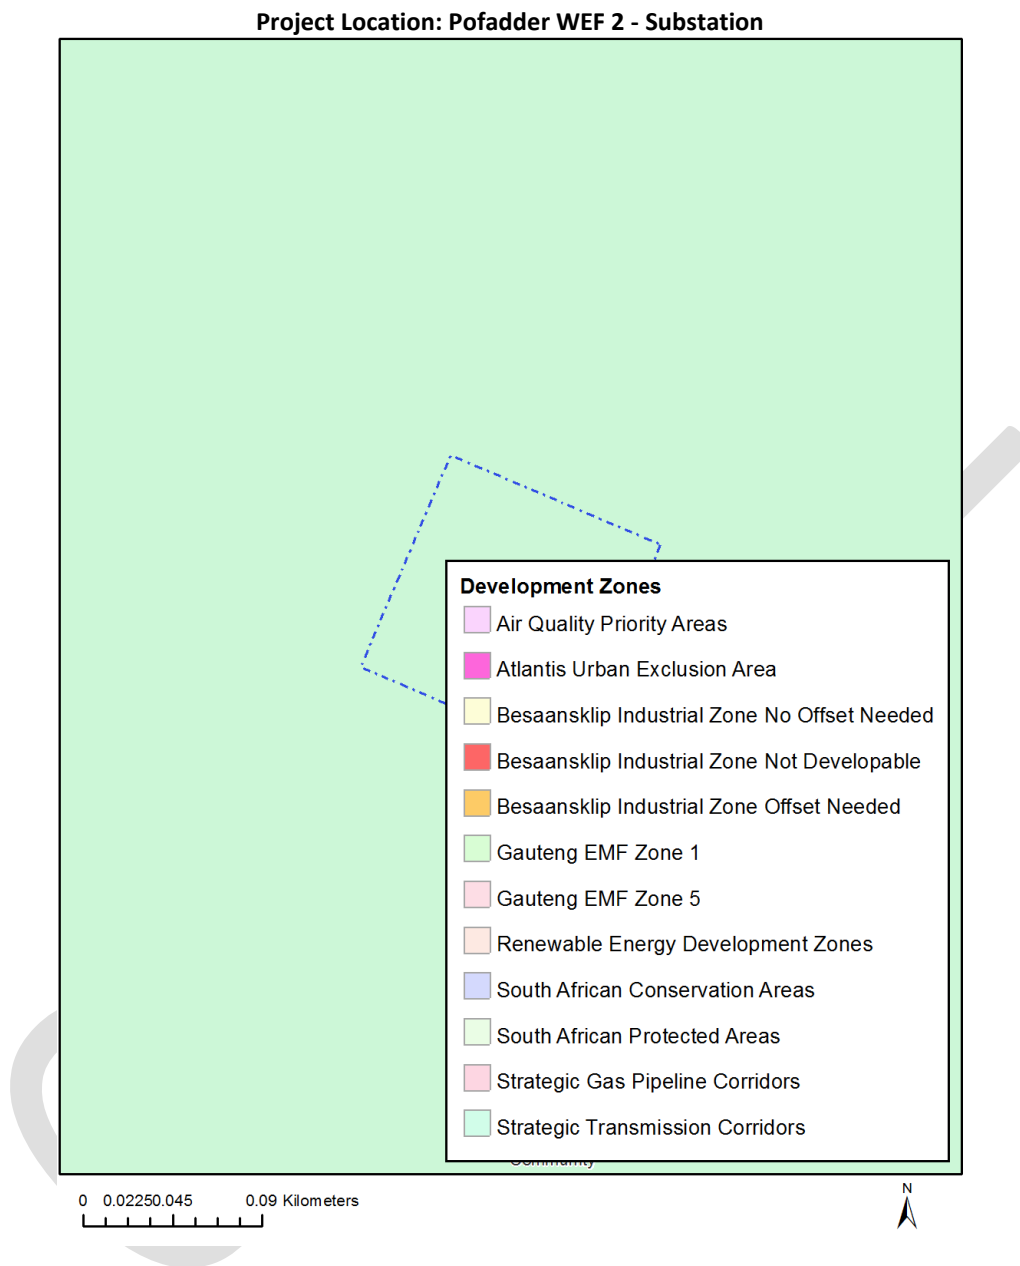 Project Location: Pofadder WEF 2 - Substation
Development Zones
Air Quality Priority Areas
Atlantis Urban Exclusion Area
Besaansklip Industrial Zone No Offset Needed
Besaansklip Industrial Zone Not Developable
Besaansklip Industrial Zone Offset Needed
Gauteng EMF Zone 1
Gauteng EMF Zone 5
Renewable Energy Development Zones
South African Conservation Areas
South African Protected Areas
Strategic Gas Pipeline Corridors
Strategic Transmission Corridors
Community
0 0.02250.045 0.09 Kilometers
N